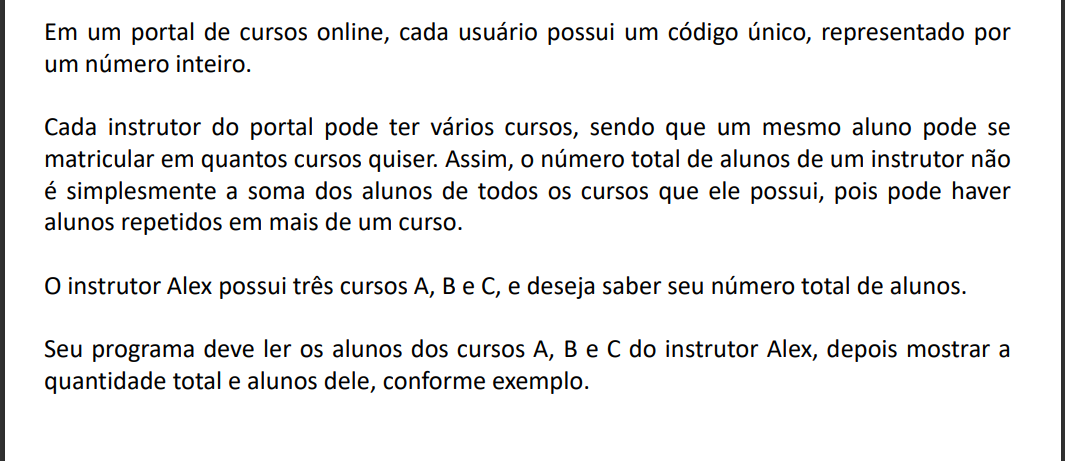 Em um portal de cursos online, cada usuário possui um código único, representado por
um número inteiro.
Cada instrutor do portal pode ter vários cursos, sendo que um mesmo aluno pode se
matricular em quantos cursos quiser. Assim, o número total de alunos de um instrutor não
é simplesmente a soma dos alunos de todos os cursos que ele possui, pois pode haver
alunos repetidos em mais de um curso.
O instrutor Alex possui três cursos A, B e C, e deseja saber seu número total de alunos.
Seu programa deve ler os alunos dos cursos A, B e C do instrutor Alex, depois mostrar a
quantidade total e alunos dele, conforme exemplo.